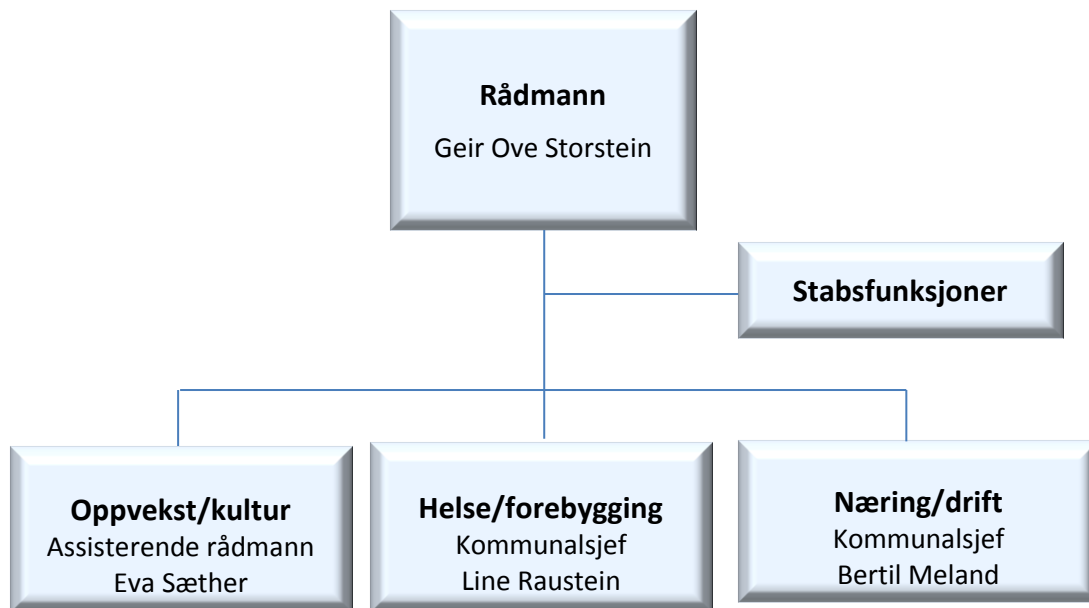 Rådmann
Geir Ove Storstein
Stabsfunksjoner
Oppvekst/kultur
Assisterende rådmann
Eva Sæther
Helse/forebygging
Kommunalsjef
Line Raustein
Næring/drift
Kommunalsjef
Bertil Meland